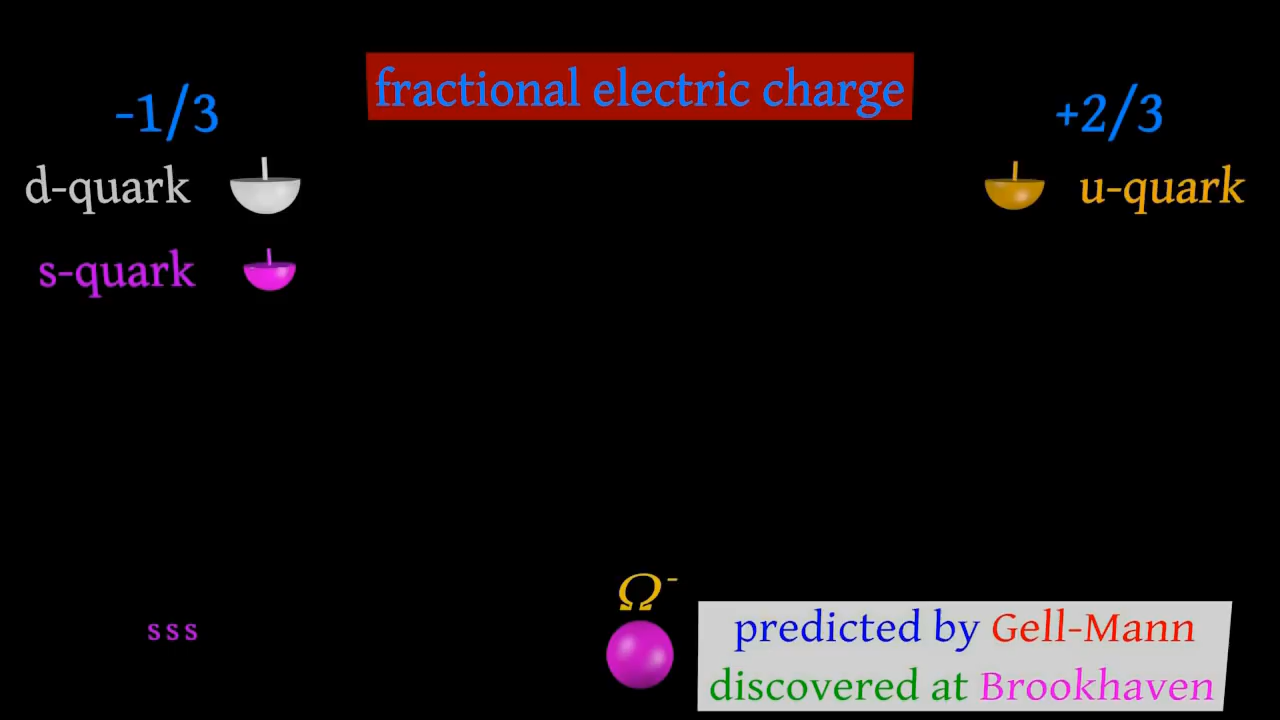 fractional electric charge
-1/3
+2/3
d-quark
u-quark
s-quark
Ω⁻
sss
predicted by Gell-Mann
discovered at Brookhaven